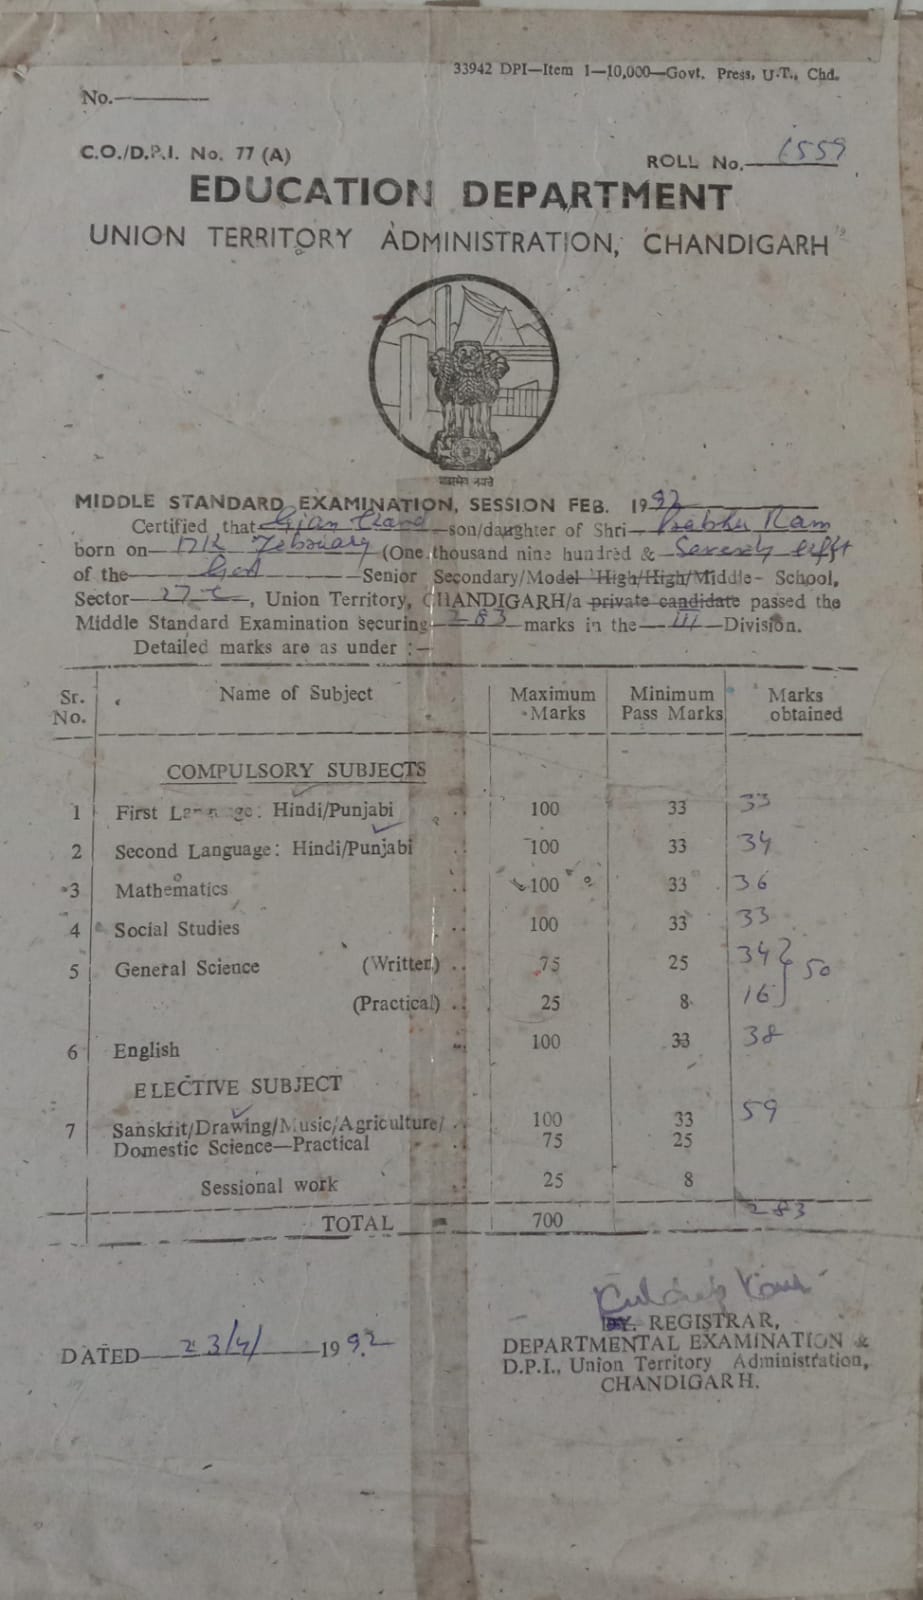 33942 DPI—Item 1—10,000—Govt. Press, U.T., Chd.
No.
C.O./D.P.I. No. 77 (A)
ROLL No. 1559
EDUCATION DEPARTMENT
UNION TERRITORY ADMINISTRATION, CHANDIGARH
सत्यमेव जयते
MIDDLE STANDARD EXAMINATION, SESSION FEB. 1992
Certified that Gian Chand son/daughter of Shri Prabhu Ram
born on 17th February (One thousand nine hundred &
of the Govt Senior Secondary/Model High/High/Middle- School,
Sector 27-C, Union Territory, CHANDIGARH/a private candidate passed the
Middle Standard Examination securing 283 marks in the III Division.
Detailed marks are as under :—
Sr. No. Name of Subject Maximum Marks Minimum Pass Marks Marks obtained
COMPULSORY SUBJECTS
1 First Language: Hindi/Punjabi .. 100 33 33
2 Second Language: Hindi/Punjabi 100 33 34
3 Mathematics .. 100 33 36
4 Social Studies .. 100 33 33
5 General Science (Written) .. 75 25 34
50
(Practical) .. 25 8 16
6 English .. 100 33 38
ELECTIVE SUBJECT
7 Sanskrit/Drawing/Music/Agriculture/ .. 100 33 59
Domestic Science—Practical .. 75 25
Sessional work .. 25 8
TOTAL 700 283
DATED 23/4/ 1992
Kuldip Kaur
DY. REGISTRAR,
DEPARTMENTAL EXAMINATION &
D.P.I., Union Territory Administration,
CHANDIGARH.